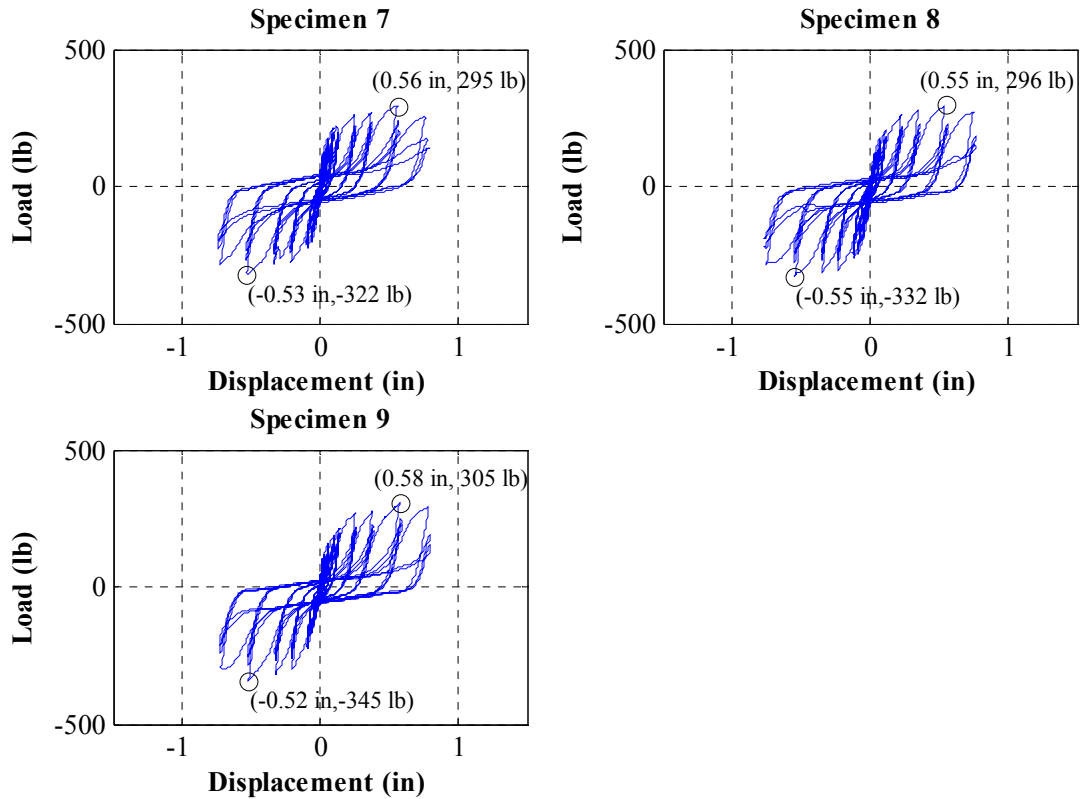 Specimen 7
500
(0.56 in, 295 lb)
Load (lb)
0
(-0.53 in,-322 lb)
-500
-1
0
1
Displacement (in)
Specimen 8
500
(0.55 in, 296 lb)
Load (lb)
0
(-0.55 in,-332 lb)
-500
-1
0
1
Displacement (in)
Specimen 9
500
(0.58 in, 305 lb)
Load (lb)
0
(-0.52 in,-345 lb)
-500
-1
0
1
Displacement (in)